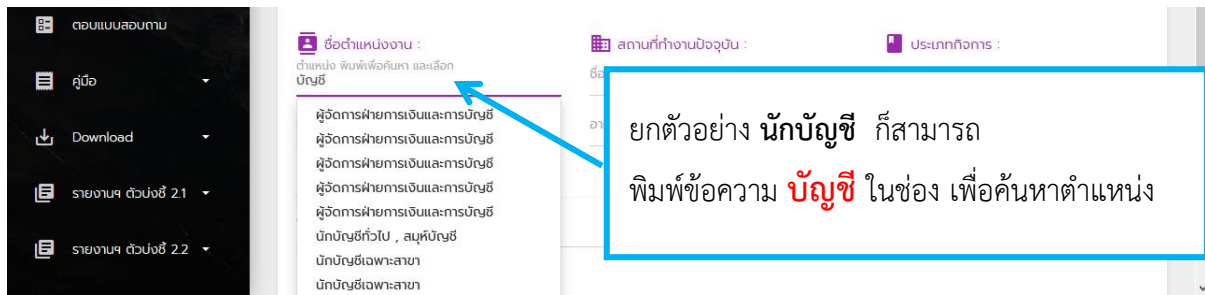 ตอบแบบสอบถาม
คู่มือ
Download
รายงานฯ ตัวบ่งชี้ 2.1
รายงานฯ ตัวบ่งชี้ 2.2
ชื่อตำแหน่งงาน :
ตำแหน่ง พิมพ์เพื่อค้นหา และเลือก
บัญชี
ผู้จัดการฝ่ายการเงินและการบัญชี
ผู้จัดการฝ่ายการเงินและการบัญชี
ผู้จัดการฝ่ายการเงินและการบัญชี
ผู้จัดการฝ่ายการเงินและการบัญชี
ผู้จัดการฝ่ายการเงินและการบัญชี
นักบัญชีทั่วไป , สมุห์บัญชี
นักบัญชีเฉพาะสาขา
นักบัญชีเฉพาะสาขา
สถานที่ทำงานปัจจุบัน :
ประเภทกิจการ :
ยกตัวอย่าง นักบัญชี ก็สามารถ
พิมพ์ข้อความ บัญชี ในช่อง เพื่อค้นหาตำแหน่ง